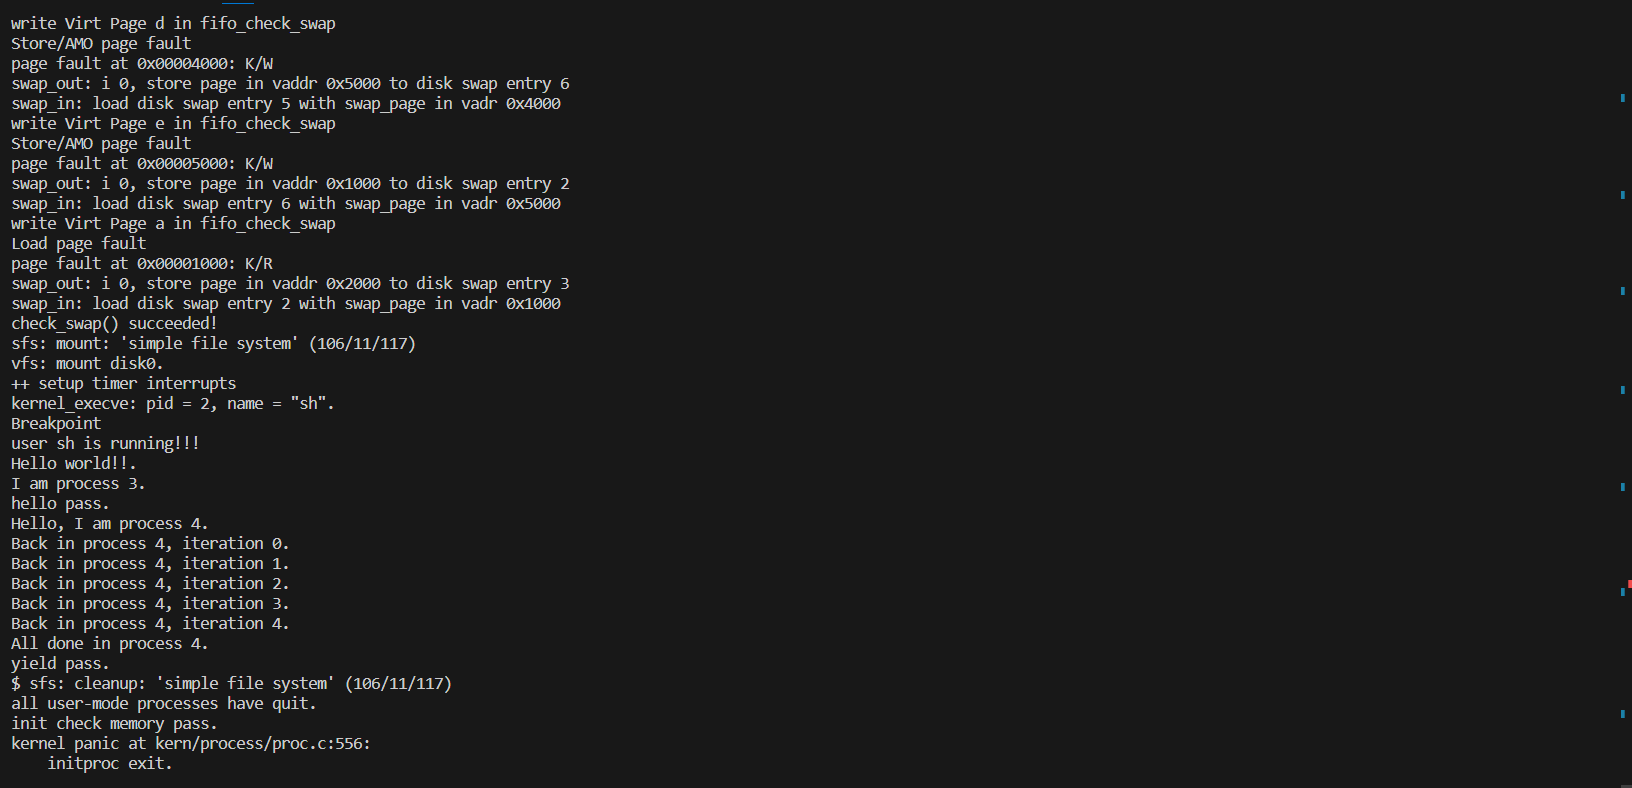 write Virt Page d in fifo_check_swap
Store/AMO page fault
page fault at 0x00004000: K/W
swap_out: i 0, store page in vaddr 0x5000 to disk swap entry 6
swap_in: load disk swap entry 5 with swap_page in vadr 0x4000
write Virt Page e in fifo_check_swap
Store/AMO page fault
page fault at 0x00005000: K/W
swap_out: i 0, store page in vaddr 0x1000 to disk swap entry 2
swap_in: load disk swap entry 6 with swap_page in vadr 0x5000
write Virt Page a in fifo_check_swap
Load page fault
page fault at 0x00001000: K/R
swap_out: i 0, store page in vaddr 0x2000 to disk swap entry 3
swap_in: load disk swap entry 2 with swap_page in vadr 0x1000
check_swap() succeeded!
sfs: mount: 'simple file system' (106/11/117)
vfs: mount disk0.
++ setup timer interrupts
kernel_execve: pid = 2, name = "sh".
Breakpoint
user sh is running!!!
Hello world!!.
I am process 3.
hello pass.
Hello, I am process 4.
Back in process 4, iteration 0.
Back in process 4, iteration 1.
Back in process 4, iteration 2.
Back in process 4, iteration 3.
Back in process 4, iteration 4.
All done in process 4.
yield pass.
$ sfs: cleanup: 'simple file system' (106/11/117)
all user-mode processes have quit.
init check memory pass.
kernel panic at kern/process/proc.c:556:
    initproc exit.